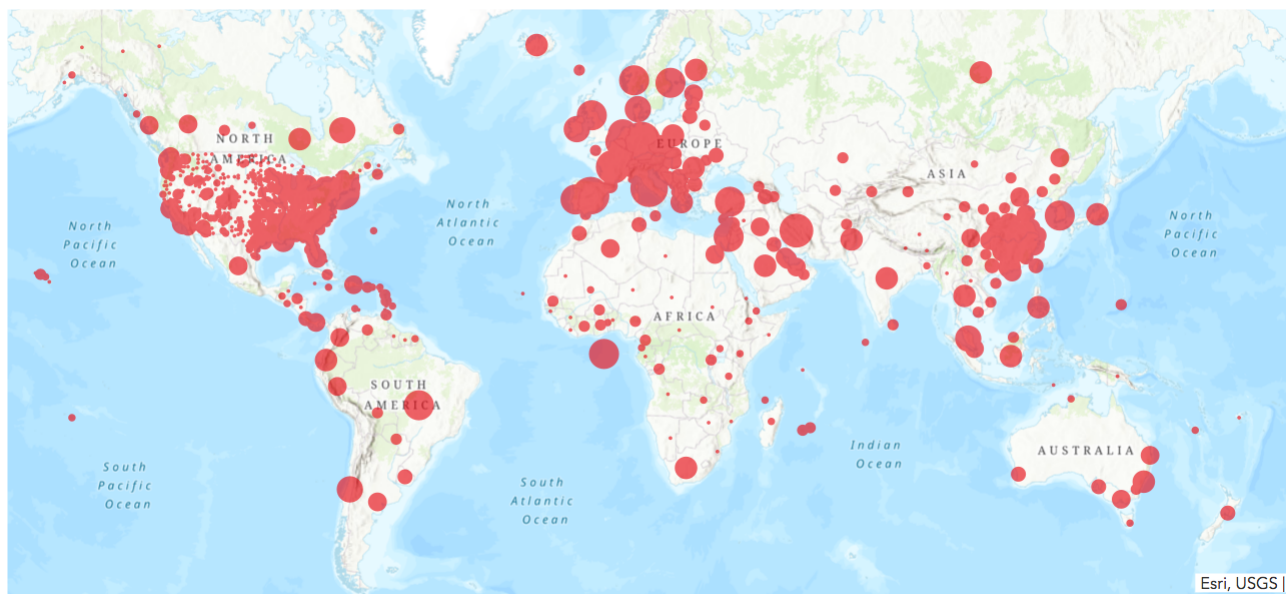 NORTH
AMERICA
EUROPE
ASIA
North
Atlantic
Ocean
North
Pacific
Ocean
North
Pacific
Ocean
AFRICA
SOUTH
AMERICA
Indian
Ocean
AUSTRALIA
South
Pacific
Ocean
South
Atlantic
Ocean
Esri, USGS |